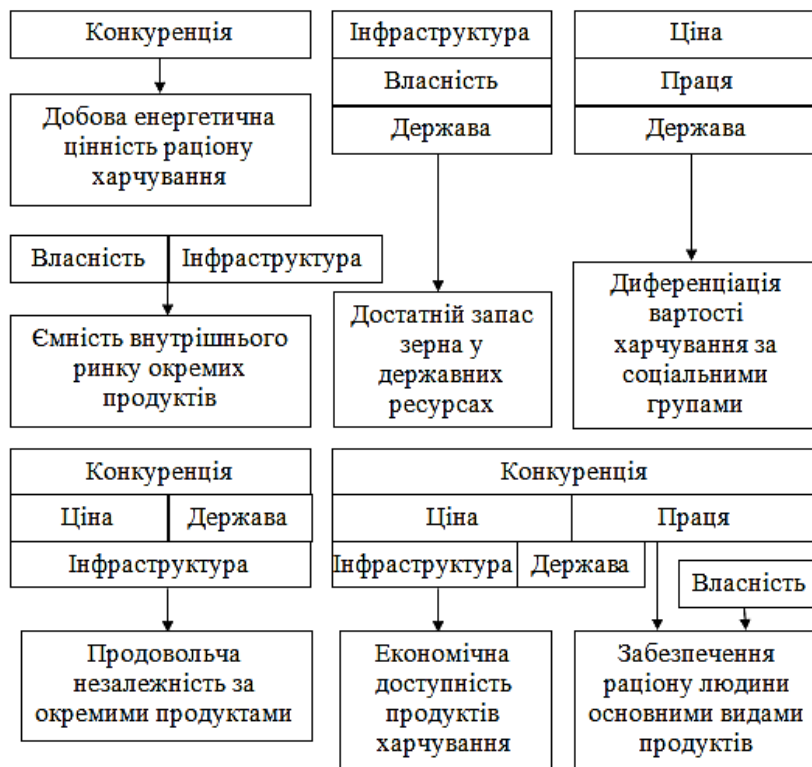 Конкуренція
Добова енергетична
цінність раціону
харчування
Інфраструктура
Власність
Держава
Ціна
Праця
Держава
Власність
Інфраструктура
Ємність внутрішнього
ринку окремих
продуктів
Достатній запас
зерна у
державних
ресурсах
Диференціація
вартості
харчування за
соціальними
групами
Конкуренція
Ціна
Держава
Інфраструктура
Продовольча
незалежність за
окремими продуктами
Конкуренція
Ціна
Праця
Інфраструктура
Держава
Власність
Економічна
доступність
продуктів
харчування
Забезпечення
раціону людини
основними видами
продуктів